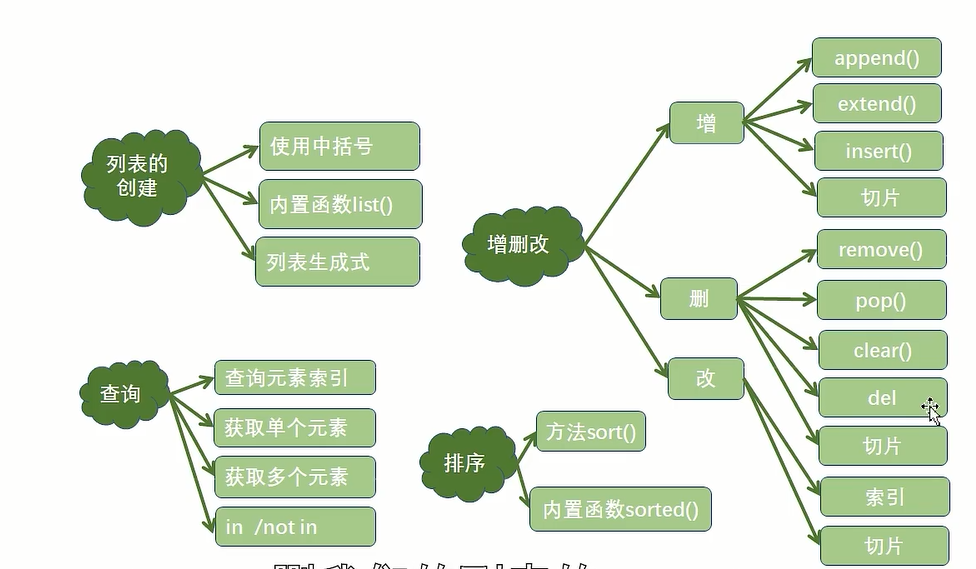 列表的
创建
使用中括号
内置函数list()
列表生成式
查询
查询元素索引
获取单个元素
获取多个元素
in /not in
增删改
增
append()
extend()
insert()
切片
删
remove()
pop()
clear()
del
切片
改
索引
切片
排序
方法sort()
内置函数sorted()